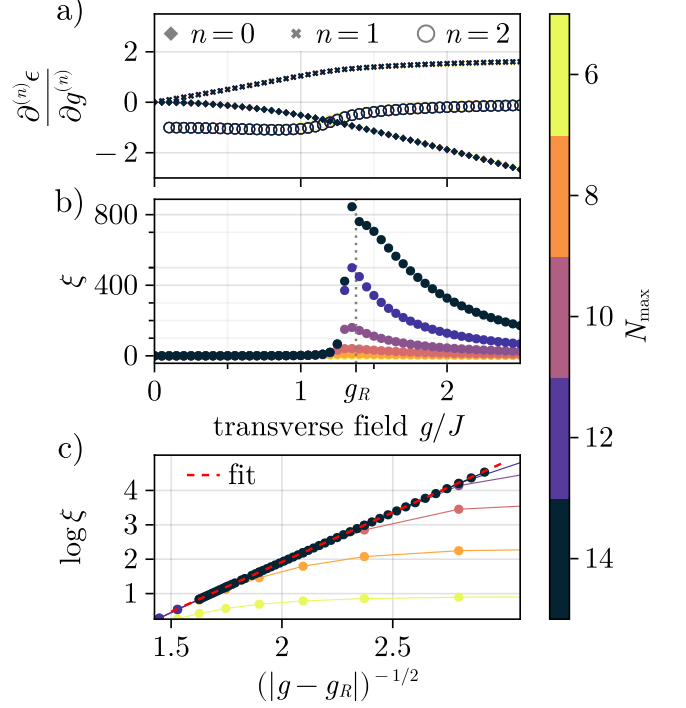 a)
n = 0 n = 1 n = 2
2
0
−2
∂⁽ⁿ⁾ϵ
∂g⁽ⁿ⁾
b)
800
400
0
ξ
0 1 g_R 2
transverse field g/J
c)
fit
4
3
2
1
log ξ
1.5 2.0 2.5
(|g − g_R|)^{−1/2}
6
8
10
12
14
N_max